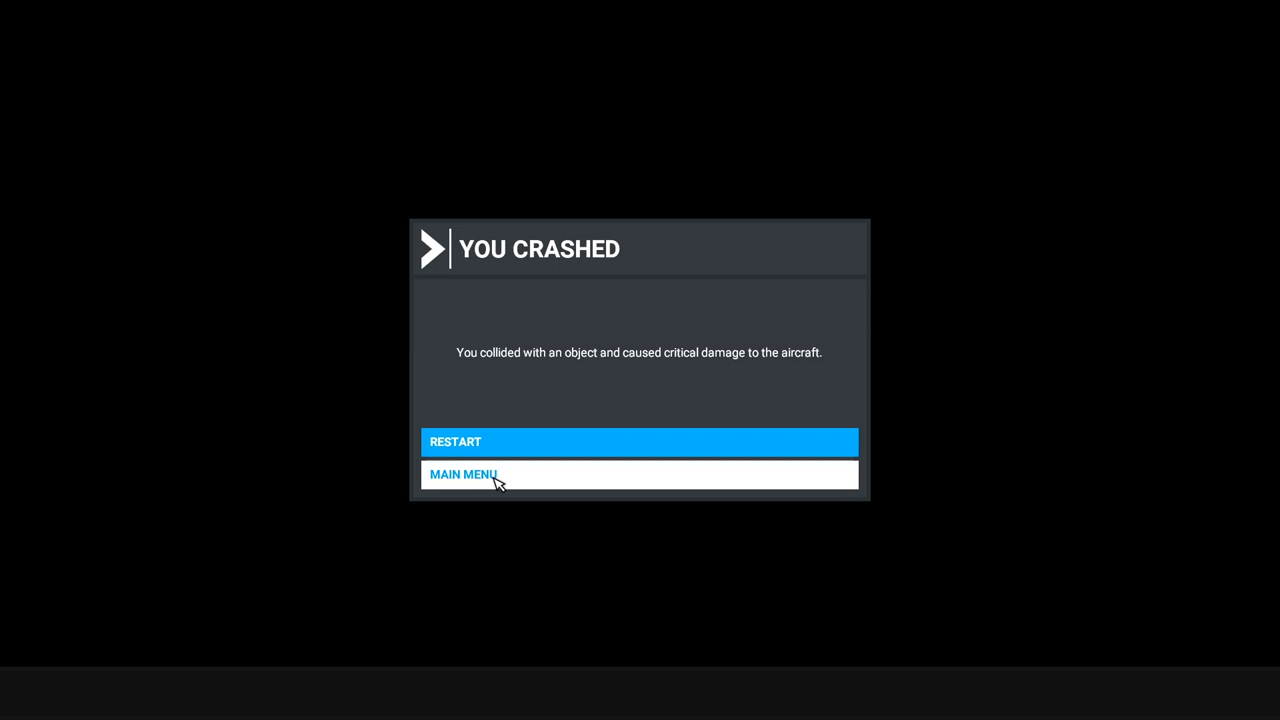 YOU CRASHED
You collided with an object and caused critical damage to the aircraft.
RESTART
MAIN MENU